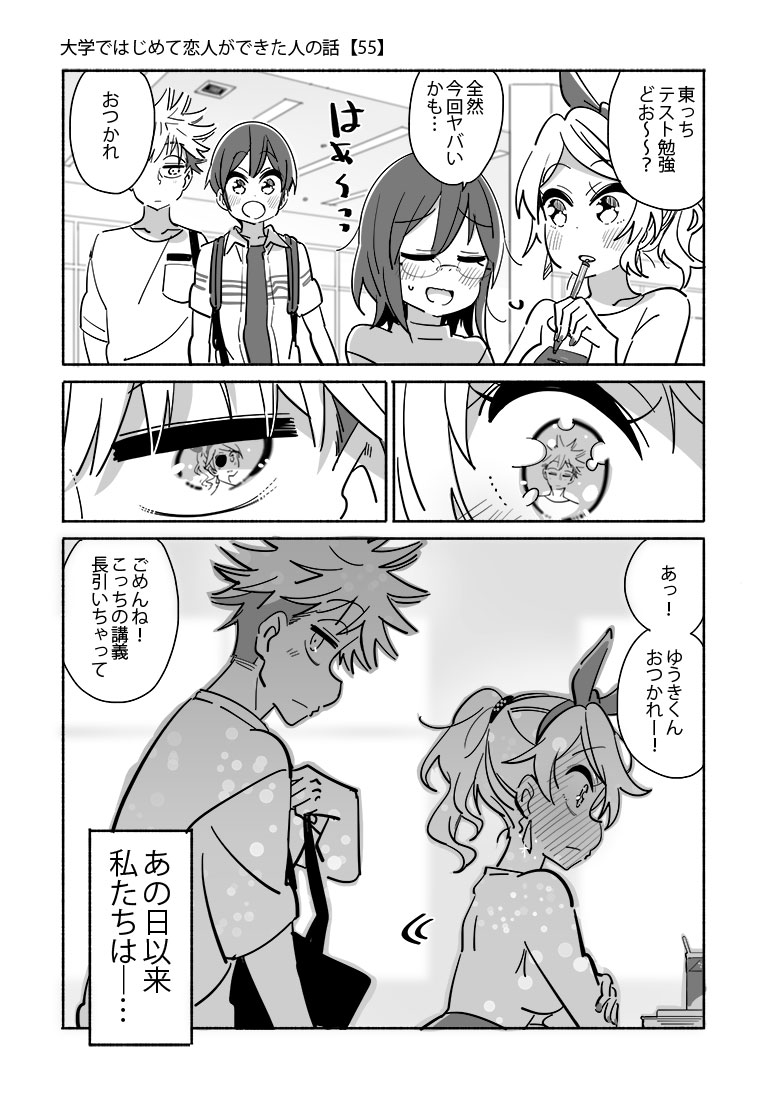 大学ではじめて恋人ができた人の話【55】
東っち
テスト勉強
どお～～？
全然
今回ヤバい
かも…
はぁ～っっ
おつかれ
あっ！
ゆうきくん
おつかれー！
ごめんね！
こっちの講義
長引いちゃって
あの日以来
私たちは―…